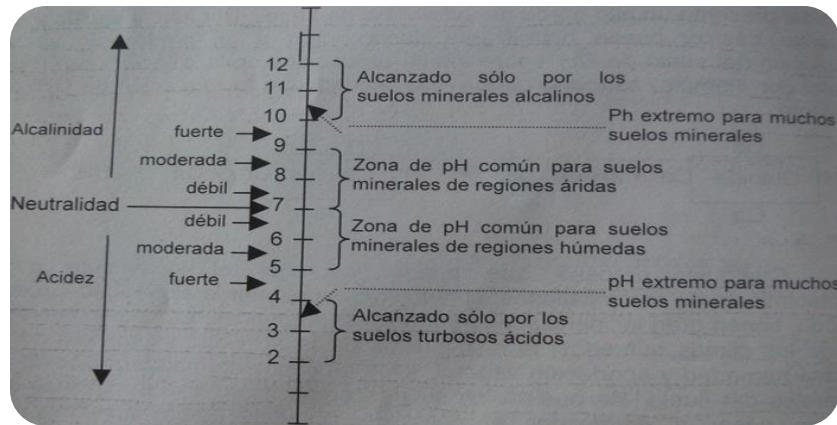 12
Alcanzado sólo por los
11
suelos minerales alcalinos
10
Ph extremo para muchos
suelos minerales
Alcalinidad
fuerte
9
moderada
Zona de pH común para suelos
8
minerales de regiones áridas
débil
Neutralidad
7
débil
Zona de pH común para suelos
6
minerales de regiones húmedas
moderada
5
Acidez
fuerte
pH extremo para muchos
suelos minerales
4
Alcanzado sólo por los
3
suelos turbosos ácidos
2